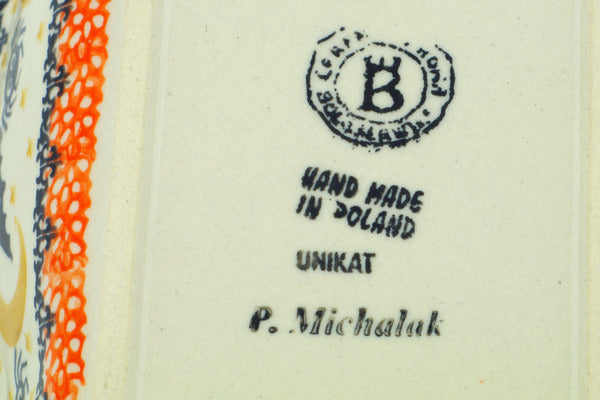 B
HAND MADE
IN POLAND
UNIKAT
P. Michalak